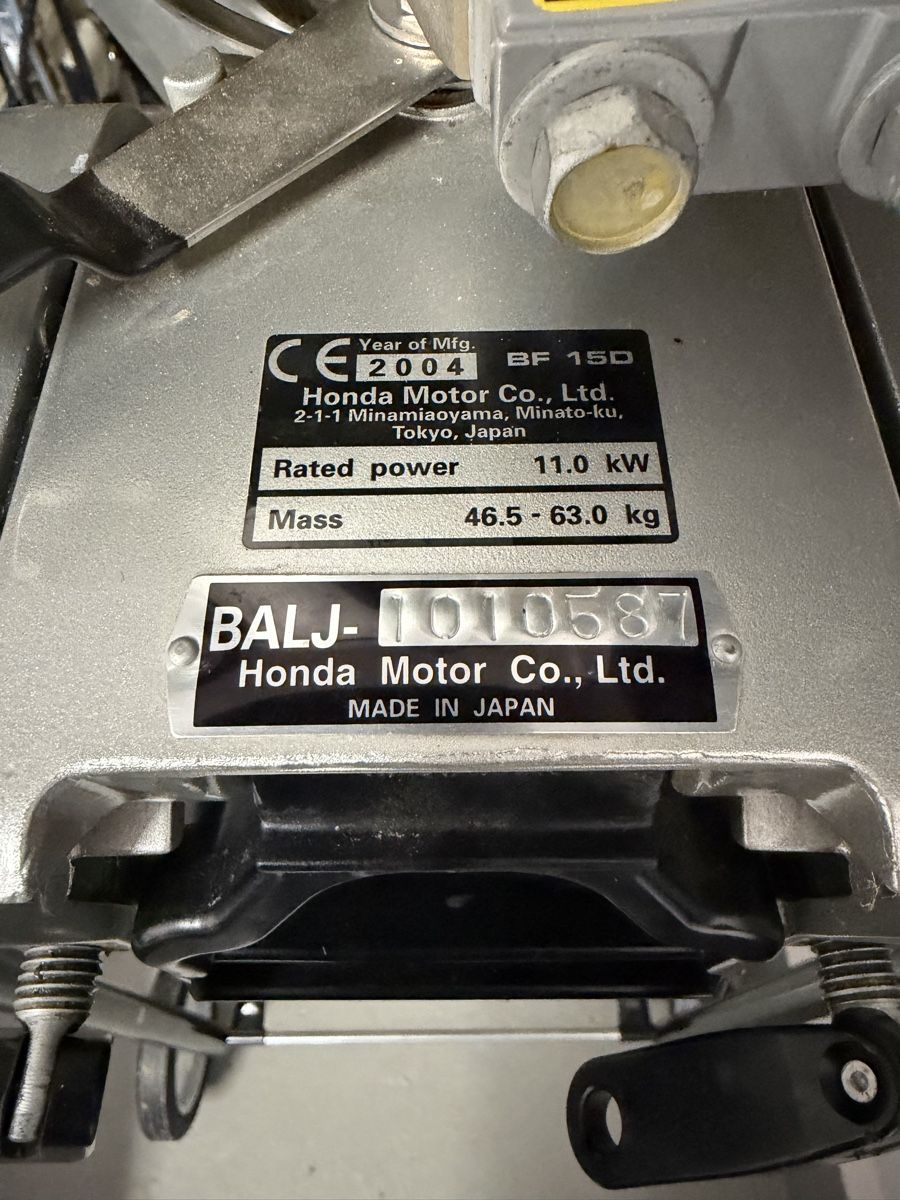 CE Year of Mfg.
2004 BF 15D
Honda Motor Co., Ltd.
2-1-1 Minamiaoyama, Minato-ku,
Tokyo, Japan
Rated power 11.0 kW
Mass 46.5 - 63.0 kg
BALJ- 1010587
Honda Motor Co., Ltd.
MADE IN JAPAN